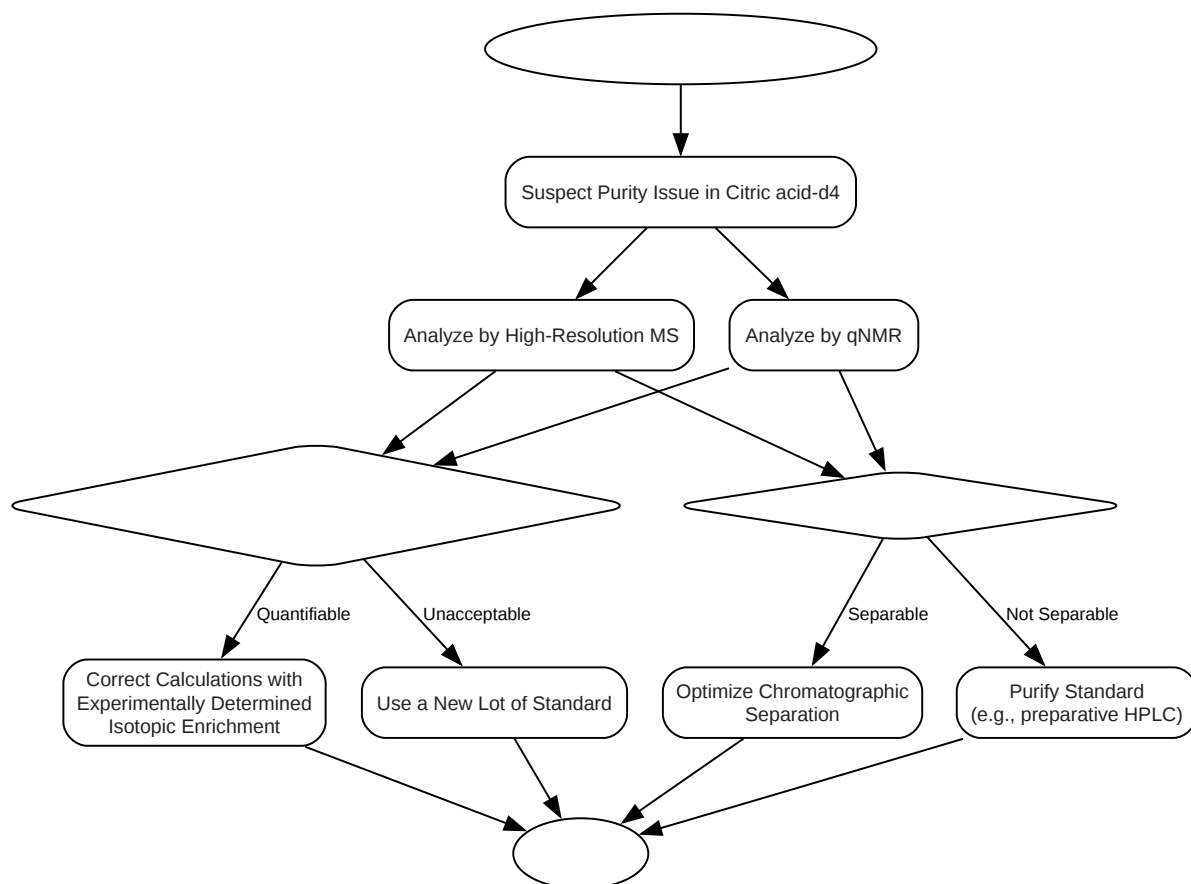 Suspect Purity Issue in Citric acid-d4
Analyze by High-Resolution MS
Analyze by qNMR
Quantifiable
Unacceptable
Separable
Not Separable
Correct Calculations with
Experimentally Determined
Isotopic Enrichment
Use a New Lot of Standard
Optimize Chromatographic
Separation
Purify Standard
(e.g., preparative HPLC)